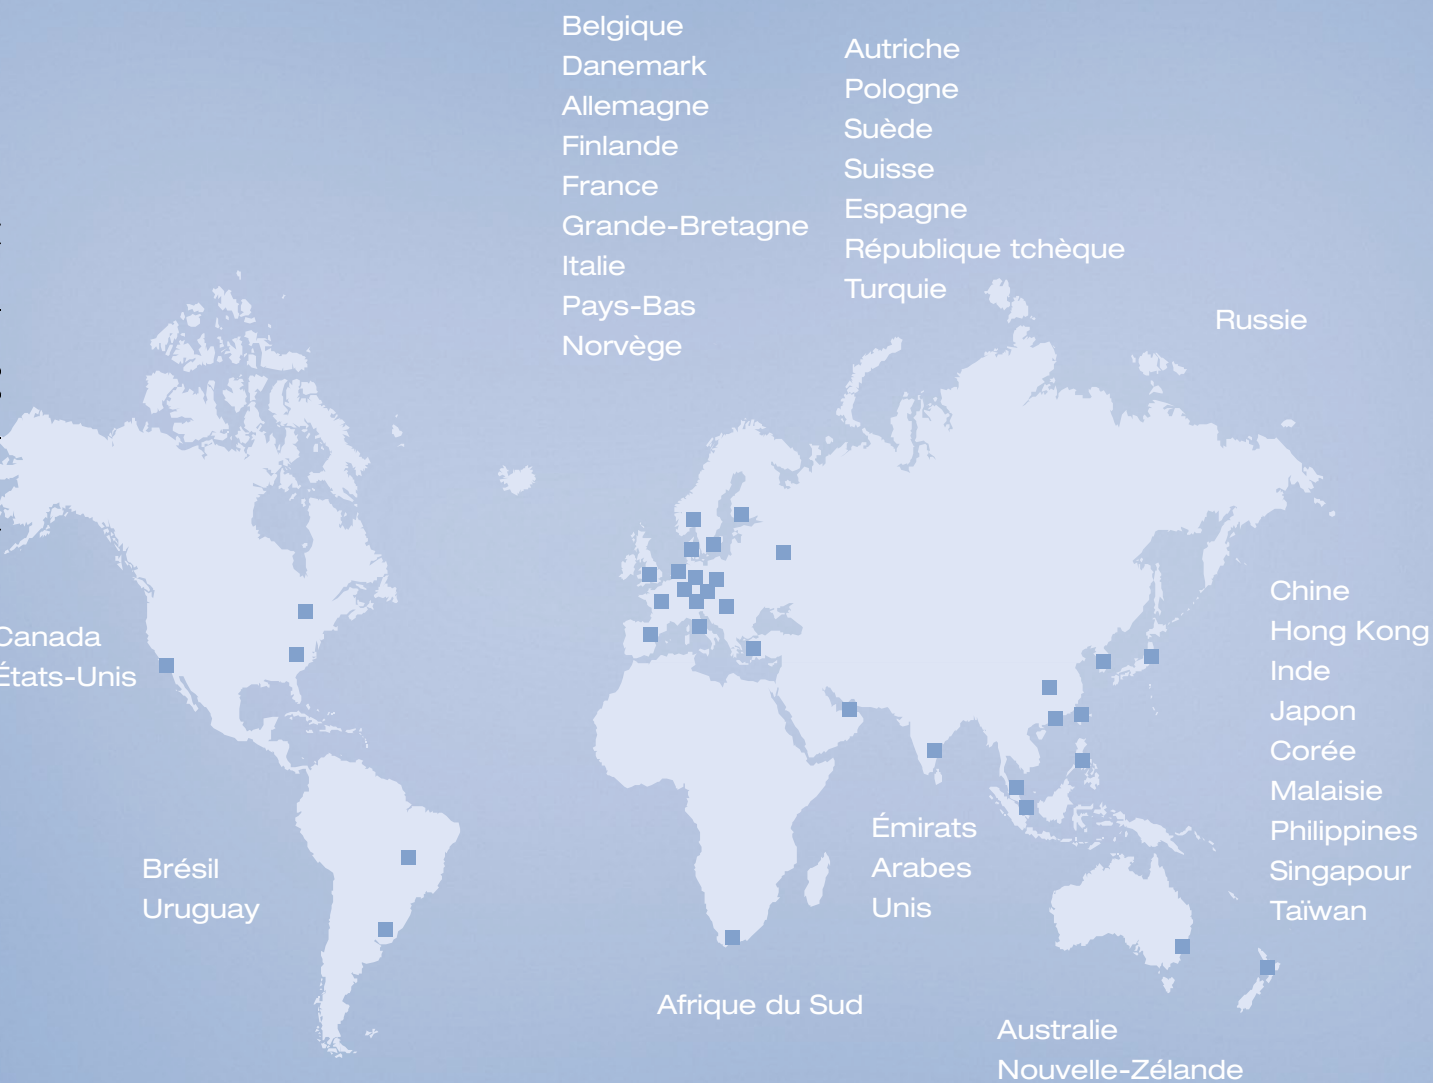 Belgique
Danemark
Allemagne
Finlande
France
Grande-Bretagne
Italie
Pays-Bas
Norvège
Autriche
Pologne
Suède
Suisse
Espagne
République tchèque
Turquie
Russie
Canada
États-Unis
Chine
Hong Kong
Inde
Japon
Corée
Malaisie
Philippines
Singapour
Taïwan
Brésil
Uruguay
Émirats
Arabes
Unis
Afrique du Sud
Australie
Nouvelle-Zélande